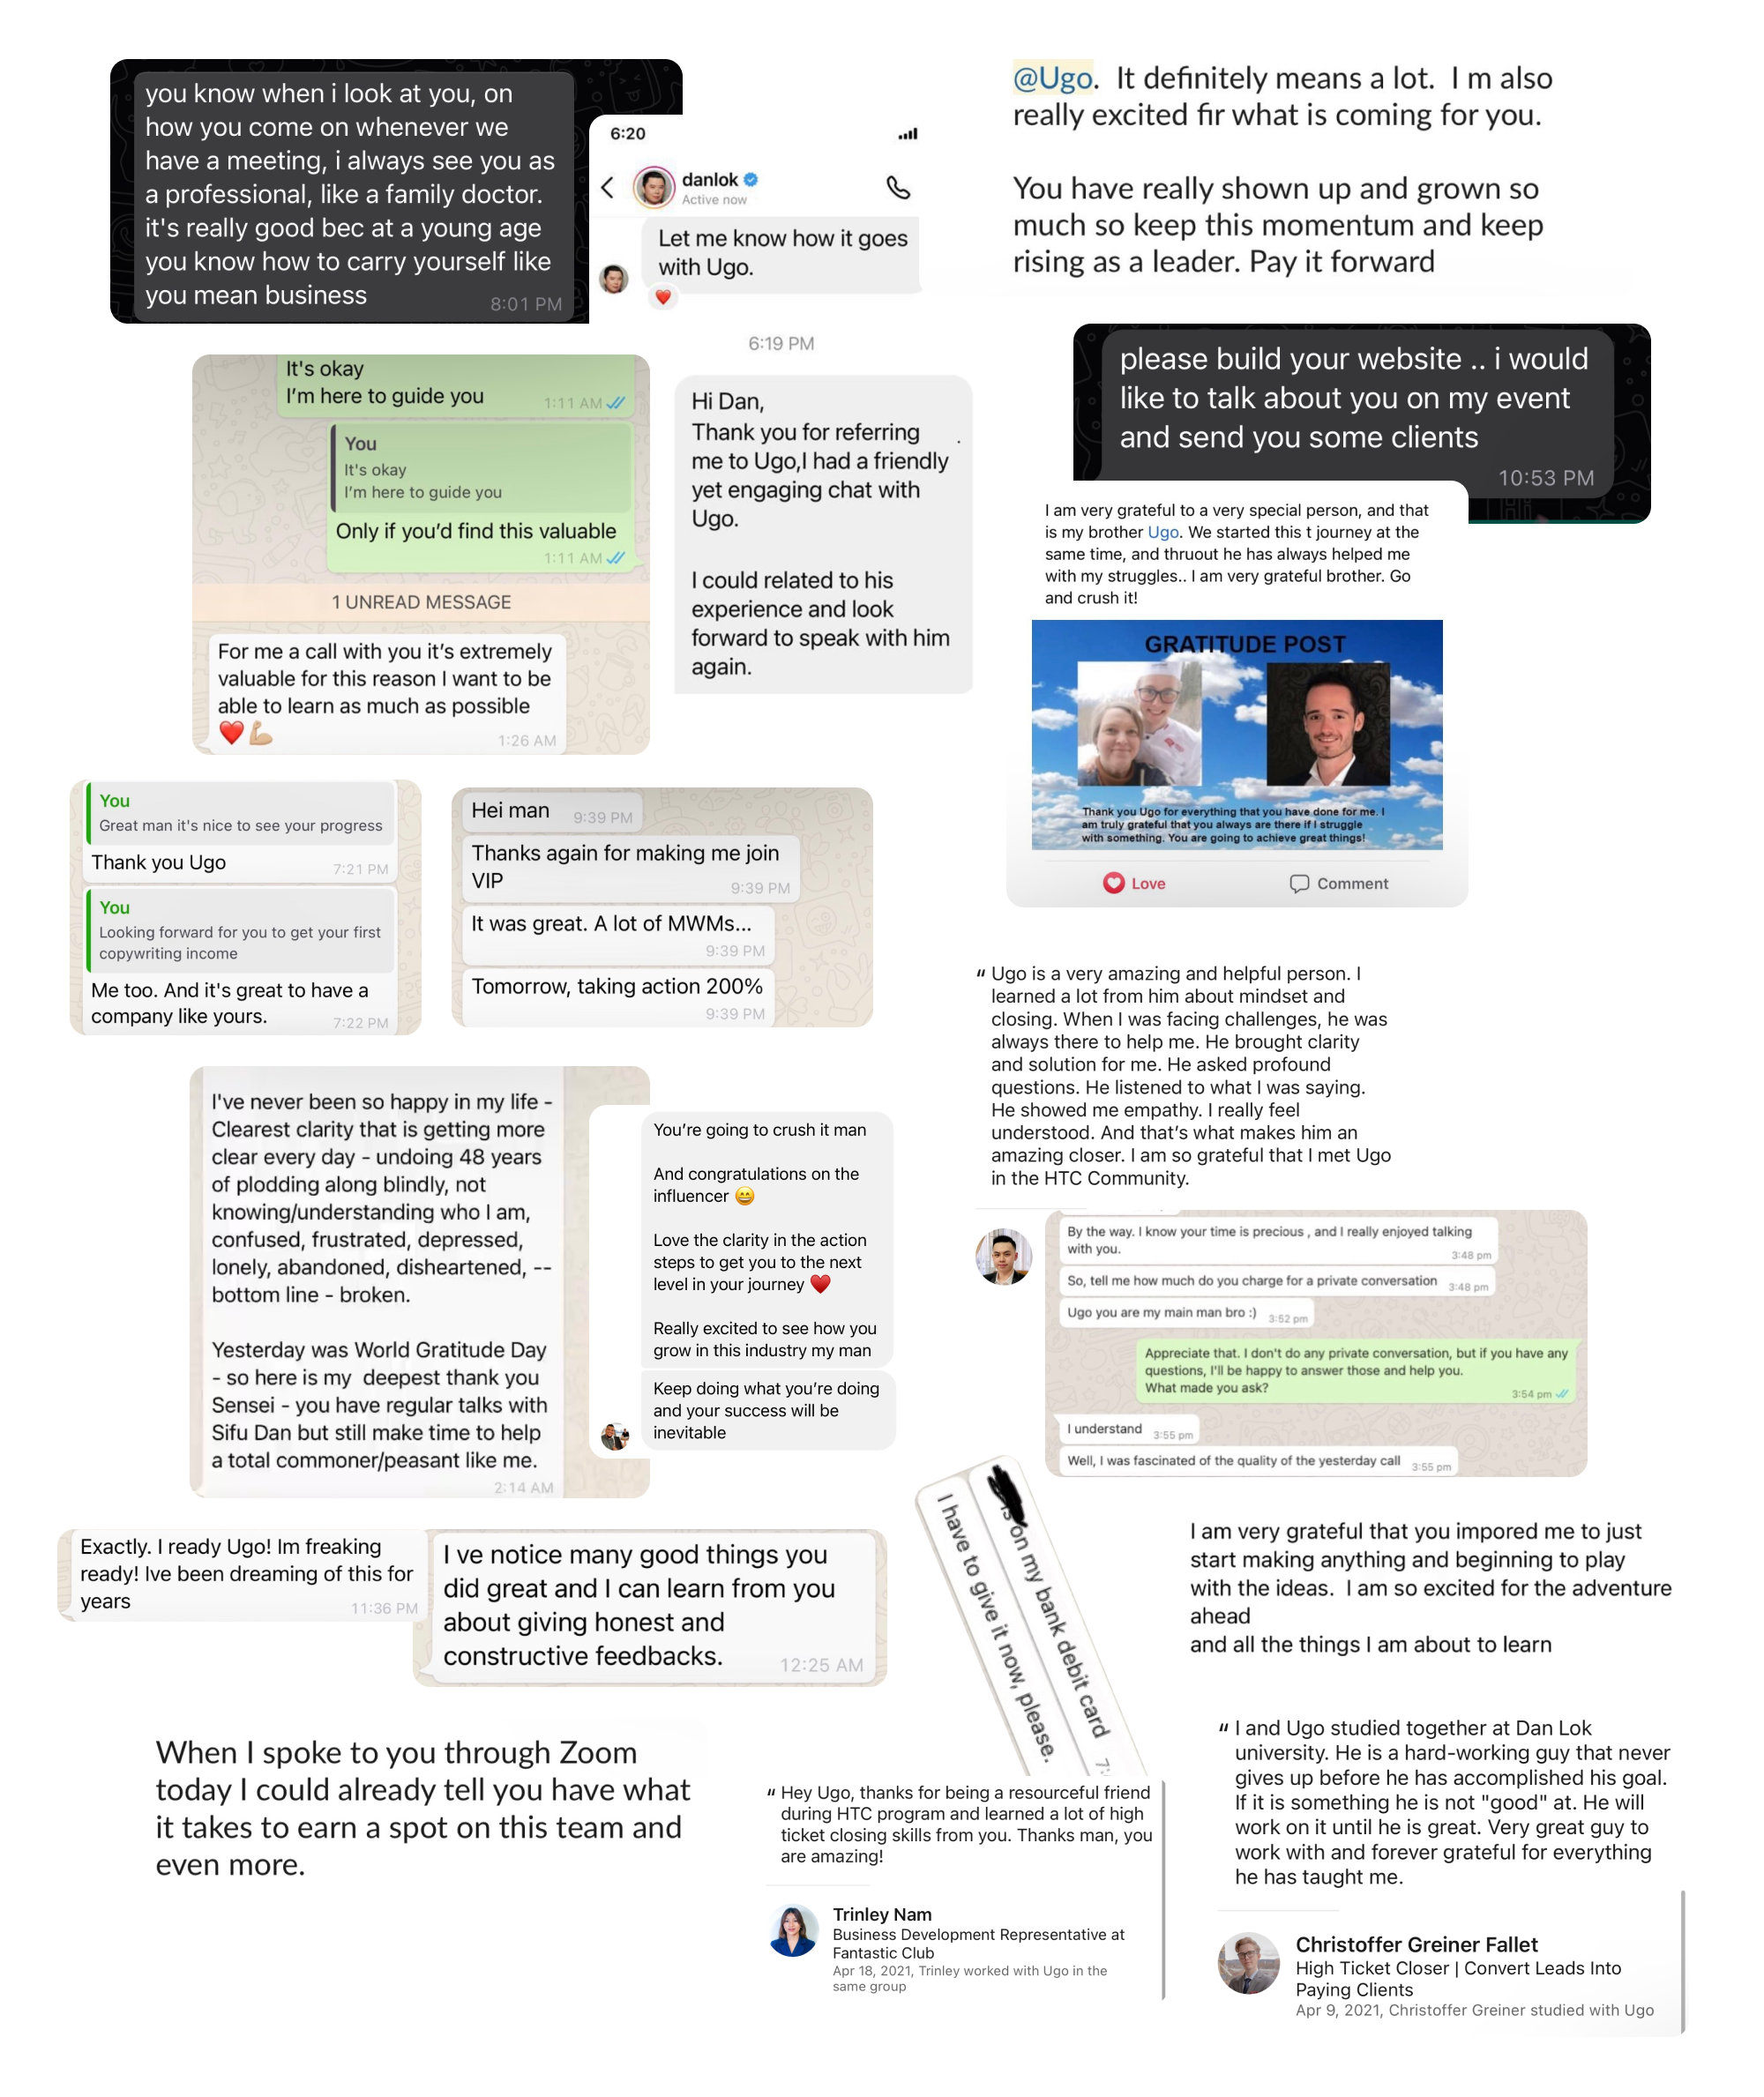 you know when i look at you, on
how you come on whenever we
have a meeting, i always see you as
a professional, like a family doctor.
it's really good bec at a young age
you know how to carry yourself like
you mean business
8:01 PM
6:20
danlok
Active now
Let me know how it goes
with Ugo.
6:19 PM
Hi Dan,
Thank you for referring
me to Ugo,I had a friendly
yet engaging chat with
Ugo.
I could related to his
experience and look
forward to speak with him
again.
@Ugo.  It definitely means a lot.  I m also
really excited fir what is coming for you.
You have really shown up and grown so
much so keep this momentum and keep
rising as a leader. Pay it forward
please build your website .. i would
like to talk about you on my event
and send you some clients
10:53 PM
It's okay
I'm here to guide you
1:11 AM
You
It's okay
I'm here to guide you
Only if you'd find this valuable
1:11 AM
1 UNREAD MESSAGE
For me a call with you it's extremely
valuable for this reason I want to be
able to learn as much as possible
❤️💪🏼
1:26 AM
I am very grateful to a very special person, and that
is my brother Ugo. We started this t journey at the
same time, and thruout he has always helped me
with my struggles.. I am very grateful brother. Go
and crush it!
GRATITUDE POST
Thank you Ugo for everything that you have done for me. I
am truly grateful that you always are there if I struggle
with something. You are going to achieve great things!
Love
Comment
You
Great man it's nice to see your progress
Thank you Ugo
7:21 PM
You
Looking forward for you to get your first
copywriting income
Me too. And it's great to have a
company like yours.
7:22 PM
Hei man
9:39 PM
Thanks again for making me join
VIP
9:39 PM
It was great. A lot of MWMs...
9:39 PM
Tomorrow, taking action 200%
9:39 PM
“ Ugo is a very amazing and helpful person. I
learned a lot from him about mindset and
closing. When I was facing challenges, he was
always there to help me. He brought clarity
and solution for me. He asked profound
questions. He listened to what I was saying.
He showed me empathy. I really feel
understood. And that's what makes him an
amazing closer. I am so grateful that I met Ugo
in the HTC Community.
I've never been so happy in my life -
Clearest clarity that is getting more
clear every day - undoing 48 years
of plodding along blindly, not
knowing/understanding who I am,
confused, frustrated, depressed,
lonely, abandoned, disheartened, --
bottom line - broken.
Yesterday was World Gratitude Day
- so here is my  deepest thank you
Sensei - you have regular talks with
Sifu Dan but still make time to help
a total commoner/peasant like me.
2:14 AM
You're going to crush it man
And congratulations on the
influencer 😄
Love the clarity in the action
steps to get you to the next
level in your journey ♥️
Really excited to see how you
grow in this industry my man
Keep doing what you're doing
and your success will be
inevitable
By the way. I know your time is precious , and I really enjoyed talking
with you.
3:48 pm
So, tell me how much do you charge for a private conversation
3:48 pm
Ugo you are my main man bro :)
3:52 pm
Appreciate that. I don't do any private conversation, but if you have any
questions, I'll be happy to answer those and help you.
What made you ask?
3:54 pm
I understand
3:55 pm
Well, I was fascinated of the quality of the yesterday call
3:55 pm
Exactly. I ready Ugo! Im freaking
ready! Ive been dreaming of this for
years
11:36 PM
I ve notice many good things you
did great and I can learn from you
about giving honest and
constructive feedbacks.
12:25 AM
is on my bank debit card
7:
I have to give it now, please.
I am very grateful that you impored me to just
start making anything and beginning to play
with the ideas.  I am so excited for the adventure
ahead
and all the things I am about to learn
When I spoke to you through Zoom
today I could already tell you have what
it takes to earn a spot on this team and
even more.
“ Hey Ugo, thanks for being a resourceful friend
during HTC program and learned a lot of high
ticket closing skills from you. Thanks man, you
are amazing!
Trinley Nam
Business Development Representative at
Fantastic Club
Apr 18, 2021, Trinley worked with Ugo in the
same group
“ I and Ugo studied together at Dan Lok
university. He is a hard-working guy that never
gives up before he has accomplished his goal.
If it is something he is not "good" at. He will
work on it until he is great. Very great guy to
work with and forever grateful for everything
he has taught me.
Christoffer Greiner Fallet
High Ticket Closer | Convert Leads Into
Paying Clients
Apr 9, 2021, Christoffer Greiner studied with Ugo